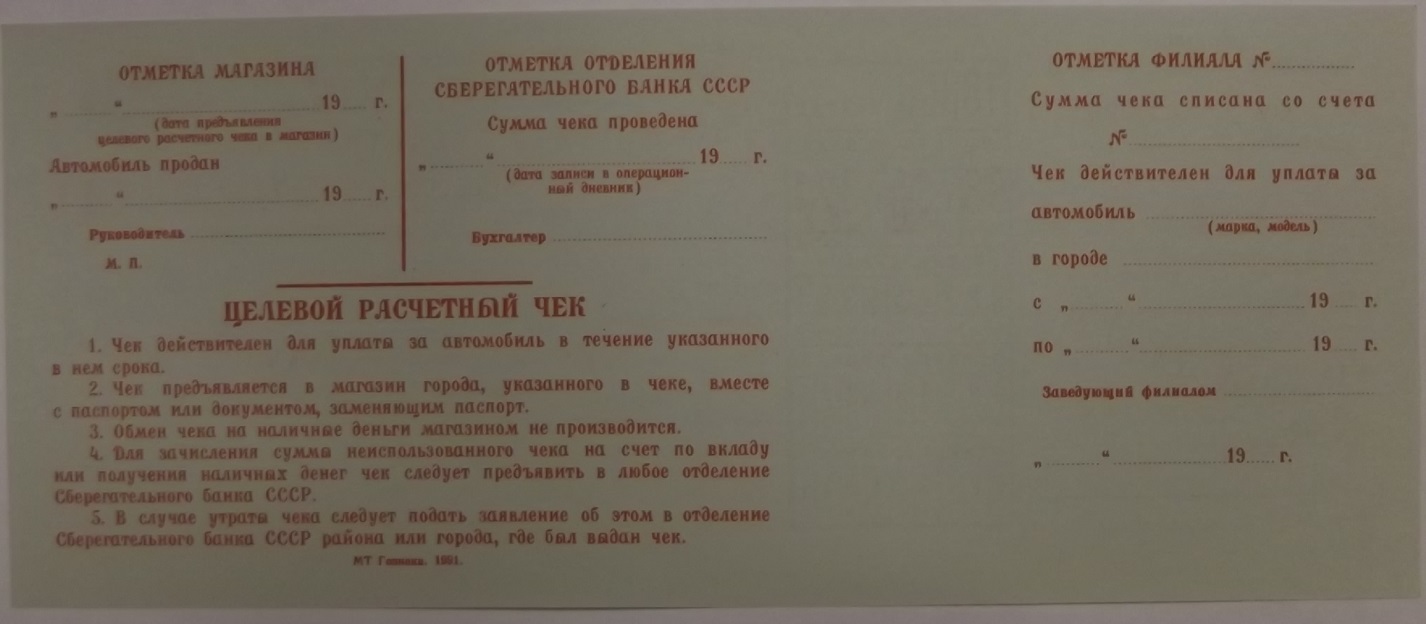 ОТМЕТКА МАГАЗИНА
„ “ 19 г.
(дата предъявления
целевого расчетного чека в магазин)
Автомобиль продан
„ “ 19 г.
Руководитель
М. П.
ОТМЕТКА ОТДЕЛЕНИЯ
СБЕРЕГАТЕЛЬНОГО БАНКА СССР
Сумма чека проведена
„ “ 19 г.
(дата записи в операцион-
ный дневник)
Бухгалтер
ЦЕЛЕВОЙ РАСЧЕТНЫЙ ЧЕК
1. Чек действителен для уплаты за автомобиль в течение указанного
в нем срока.
2. Чек предъявляется в магазин города, указанного в чеке, вместе
с паспортом или документом, заменяющим паспорт.
3. Обмен чека на наличные деньги магазином не производится.
4. Для зачисления суммы неиспользованного чека на счет по вкладу
или получения наличных денег чек следует предъявить в любое отделение
Сберегательного банка СССР.
5. В случае утраты чека следует подать заявление об этом в отделение
Сберегательного банка СССР района или города, где был выдан чек.
МТ Гознака. 1991.
ОТМЕТКА ФИЛИАЛА №
Сумма чека списана со счета
№
Чек действителен для уплаты за
автомобиль
(марка, модель)
в городе
с „ “ 19 г.
по „ “ 19 г.
Заведующий филиалом
„ “ 19 г.